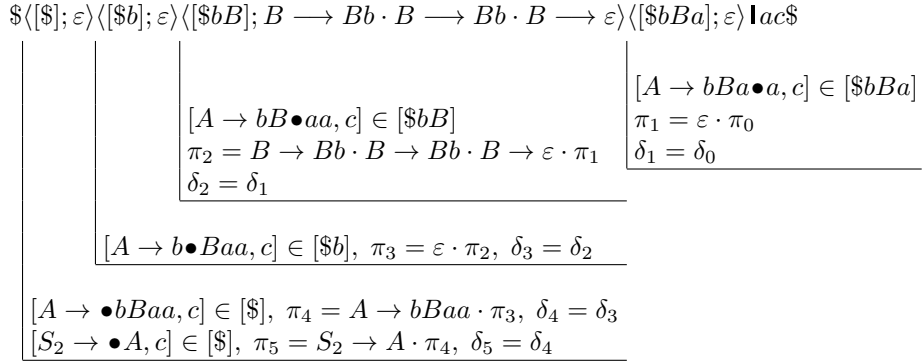 $⟨[$]; ε⟩⟨[$b]; ε⟩⟨[$bB]; B ⟶ Bb · B ⟶ Bb · B ⟶ ε⟩⟨[$bBa]; ε⟩❙ac$
[A → bBa•a, c] ∈ [$bBa]
π₁ = ε · π₀
δ₁ = δ₀
[A → bB•aa, c] ∈ [$bB]
π₂ = B → Bb · B → Bb · B → ε · π₁
δ₂ = δ₁
[A → b•Baa, c] ∈ [$b], π₃ = ε · π₂, δ₃ = δ₂
[A → •bBaa, c] ∈ [$], π₄ = A → bBaa · π₃, δ₄ = δ₃
[S₂ → •A, c] ∈ [$], π₅ = S₂ → A · π₄, δ₅ = δ₄